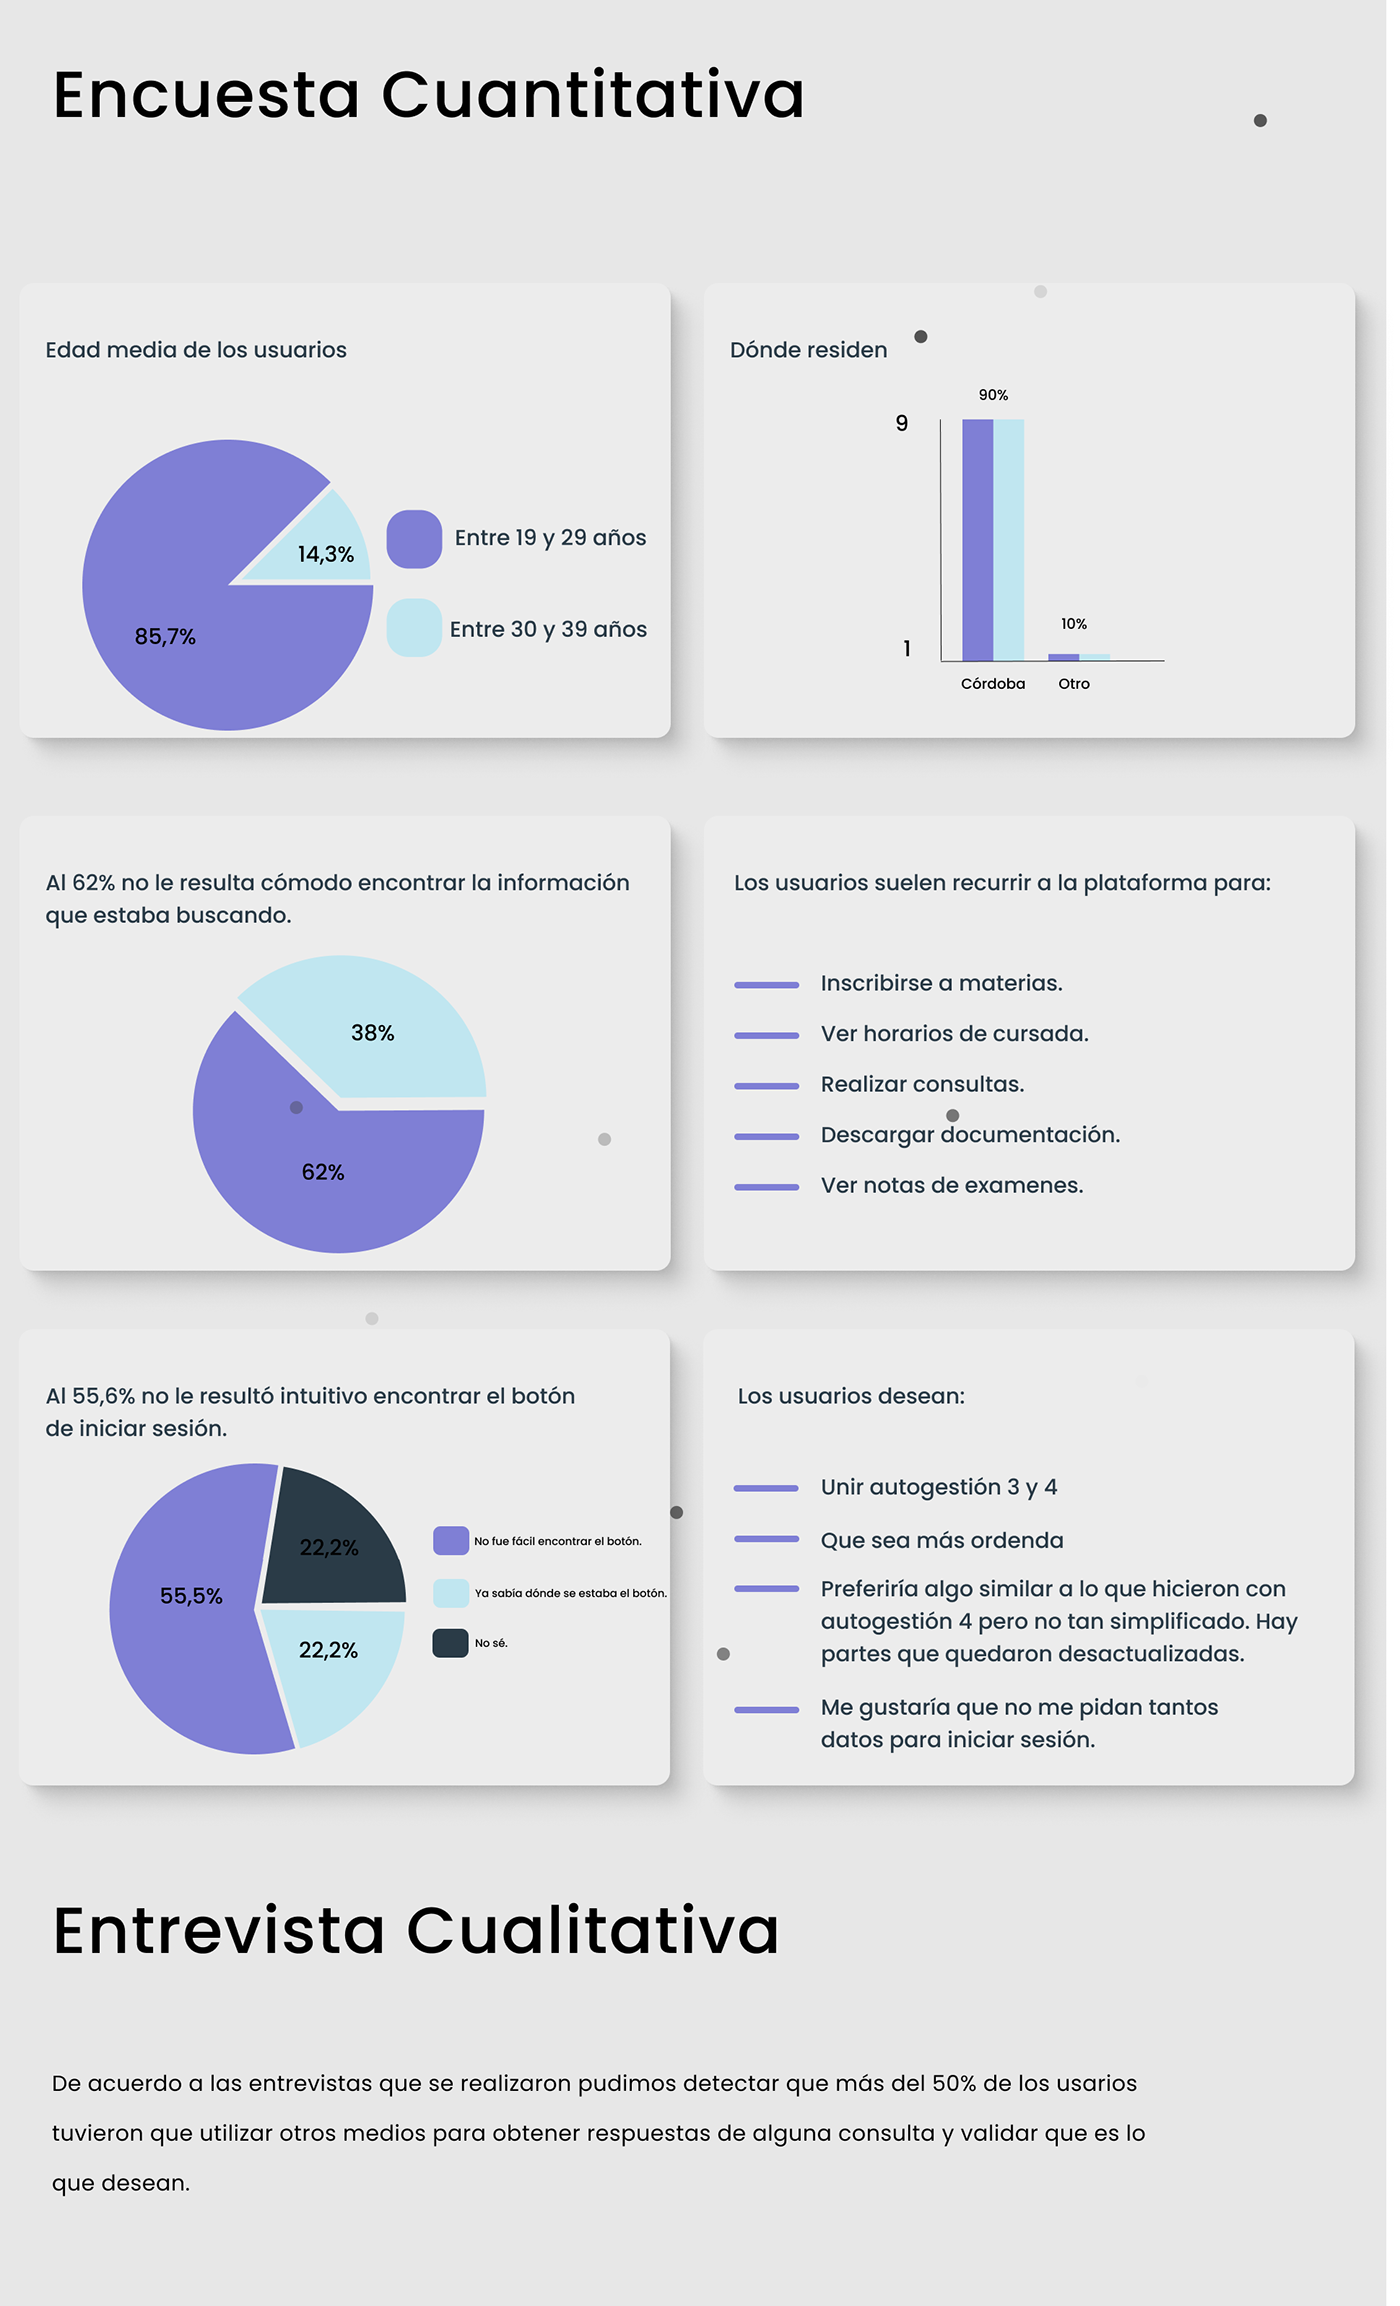 Encuesta Cuantitativa
Edad media de los usuarios
14,3%
85,7%
Entre 19 y 29 años
Entre 30 y 39 años
Dónde residen
90%
9
10%
1
Córdoba
Otro
Al 62% no le resulta cómodo encontrar la información
que estaba buscando.
38%
62%
Los usuarios suelen recurrir a la plataforma para:
Inscribirse a materias.
Ver horarios de cursada.
Realizar consultas.
Descargar documentación.
Ver notas de examenes.
Al 55,6% no le resultó intuitivo encontrar el botón
de iniciar sesión.
22,2%
55,5%
22,2%
No fue fácil encontrar el botón.
Ya sabía dónde se estaba el botón.
No sé.
Los usuarios desean:
Unir autogestión 3 y 4
Que sea más ordenda
Preferiría algo similar a lo que hicieron con
autogestión 4 pero no tan simplificado. Hay
partes que quedaron desactualizadas.
Me gustaría que no me pidan tantos
datos para iniciar sesión.
Entrevista Cualitativa
De acuerdo a las entrevistas que se realizaron pudimos detectar que más del 50% de los usarios
tuvieron que utilizar otros medios para obtener respuestas de alguna consulta y validar que es lo
que desean.